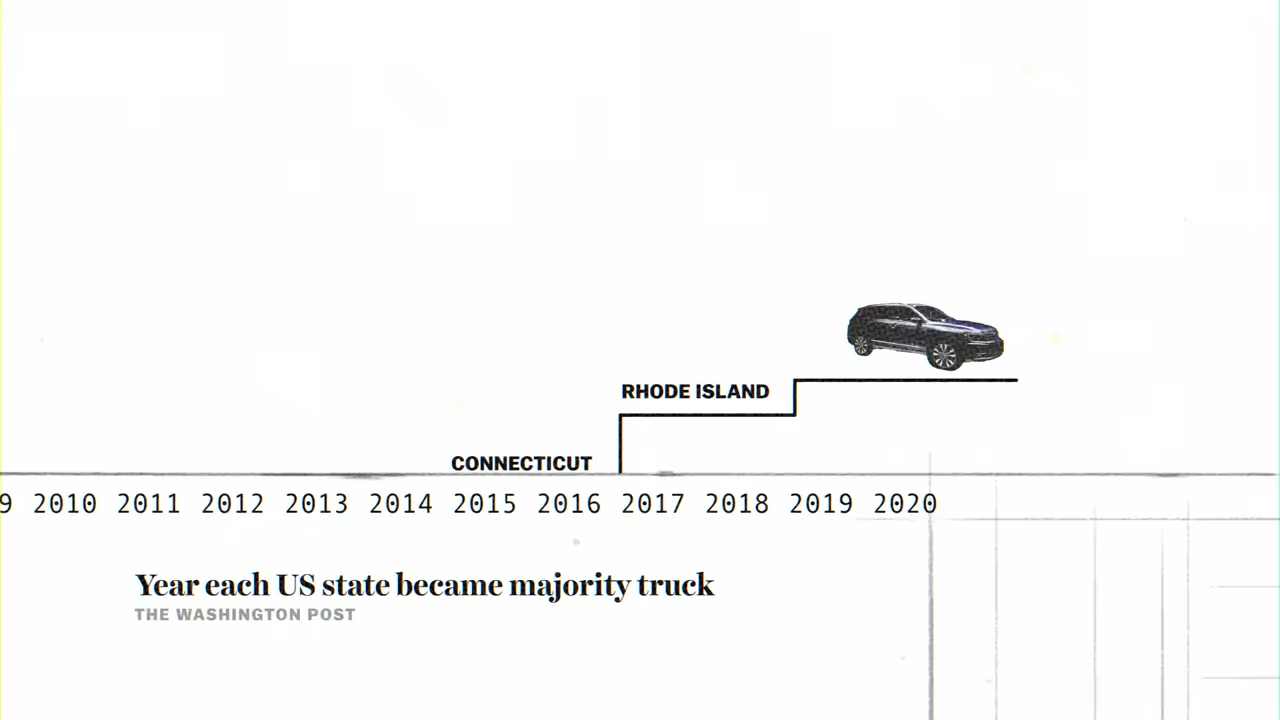 RHODE ISLAND
CONNECTICUT
9 2010 2011 2012 2013 2014 2015 2016 2017 2018 2019 2020
Year each US state became majority truck
THE WASHINGTON POST